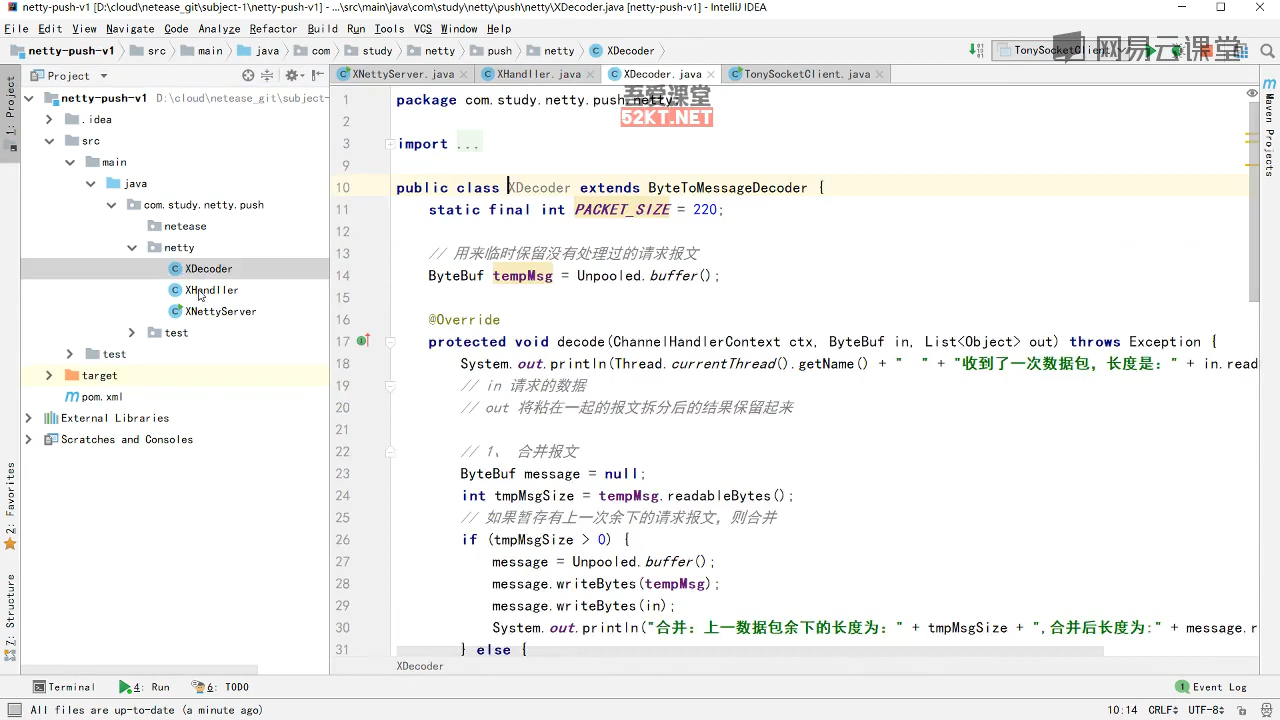 netty-push-v1 [D:\cloud\netease_git\subject-1\netty-push-v1] - ...\src\main\java\com\study\netty\push\netty\XDecoder.java [netty-push-v1] - IntelliJ IDEA
File Edit View Navigate Code Analyze Refactor Build Run Tools VCS Window Help
netty-push-v1 src main java com study netty push netty XDecoder TonySocketClient
网易云课堂
Project
XNettyServer.java XHandller.java XDecoder.java TonySocketClient.java
netty-push-v1 D:\cloud\netease_git\subject-
.idea
src
main
java
com.study.netty.push
netease
netty
XDecoder
XHandller
XNettyServer
test
test
target
pom.xml
External Libraries
Scratches and Consoles
1: Project
2: Favorites
7: Structure
Maven Projects
吾爱课堂
52KT.NET
1 package com.study.netty.push.netty;
2
3 import ...
9
10 public class XDecoder extends ByteToMessageDecoder {
11 static final int PACKET_SIZE = 220;
12
13 // 用来临时保留没有处理过的请求报文
14 ByteBuf tempMsg = Unpooled.buffer();
15
16 @Override
17 protected void decode(ChannelHandlerContext ctx, ByteBuf in, List<Object> out) throws Exception {
18 System.out.println(Thread.currentThread().getName() + "  " + "收到了一次数据包，长度是：" + in.read
19 // in 请求的数据
20 // out 将粘在一起的报文拆分后的结果保留起来
21
22 // 1、 合并报文
23 ByteBuf message = null;
24 int tmpMsgSize = tempMsg.readableBytes();
25 // 如果暂存有上一次余下的请求报文，则合并
26 if (tmpMsgSize > 0) {
27 message = Unpooled.buffer();
28 message.writeBytes(tempMsg);
29 message.writeBytes(in);
30 System.out.println("合并：上一数据包余下的长度为：" + tmpMsgSize + ",合并后长度为:" + message.r
31 } else {
XDecoder
Terminal 4: Run 6: TODO 1 Event Log
All files are up-to-date (a minute ago) 10:14 CRLF UTF-8